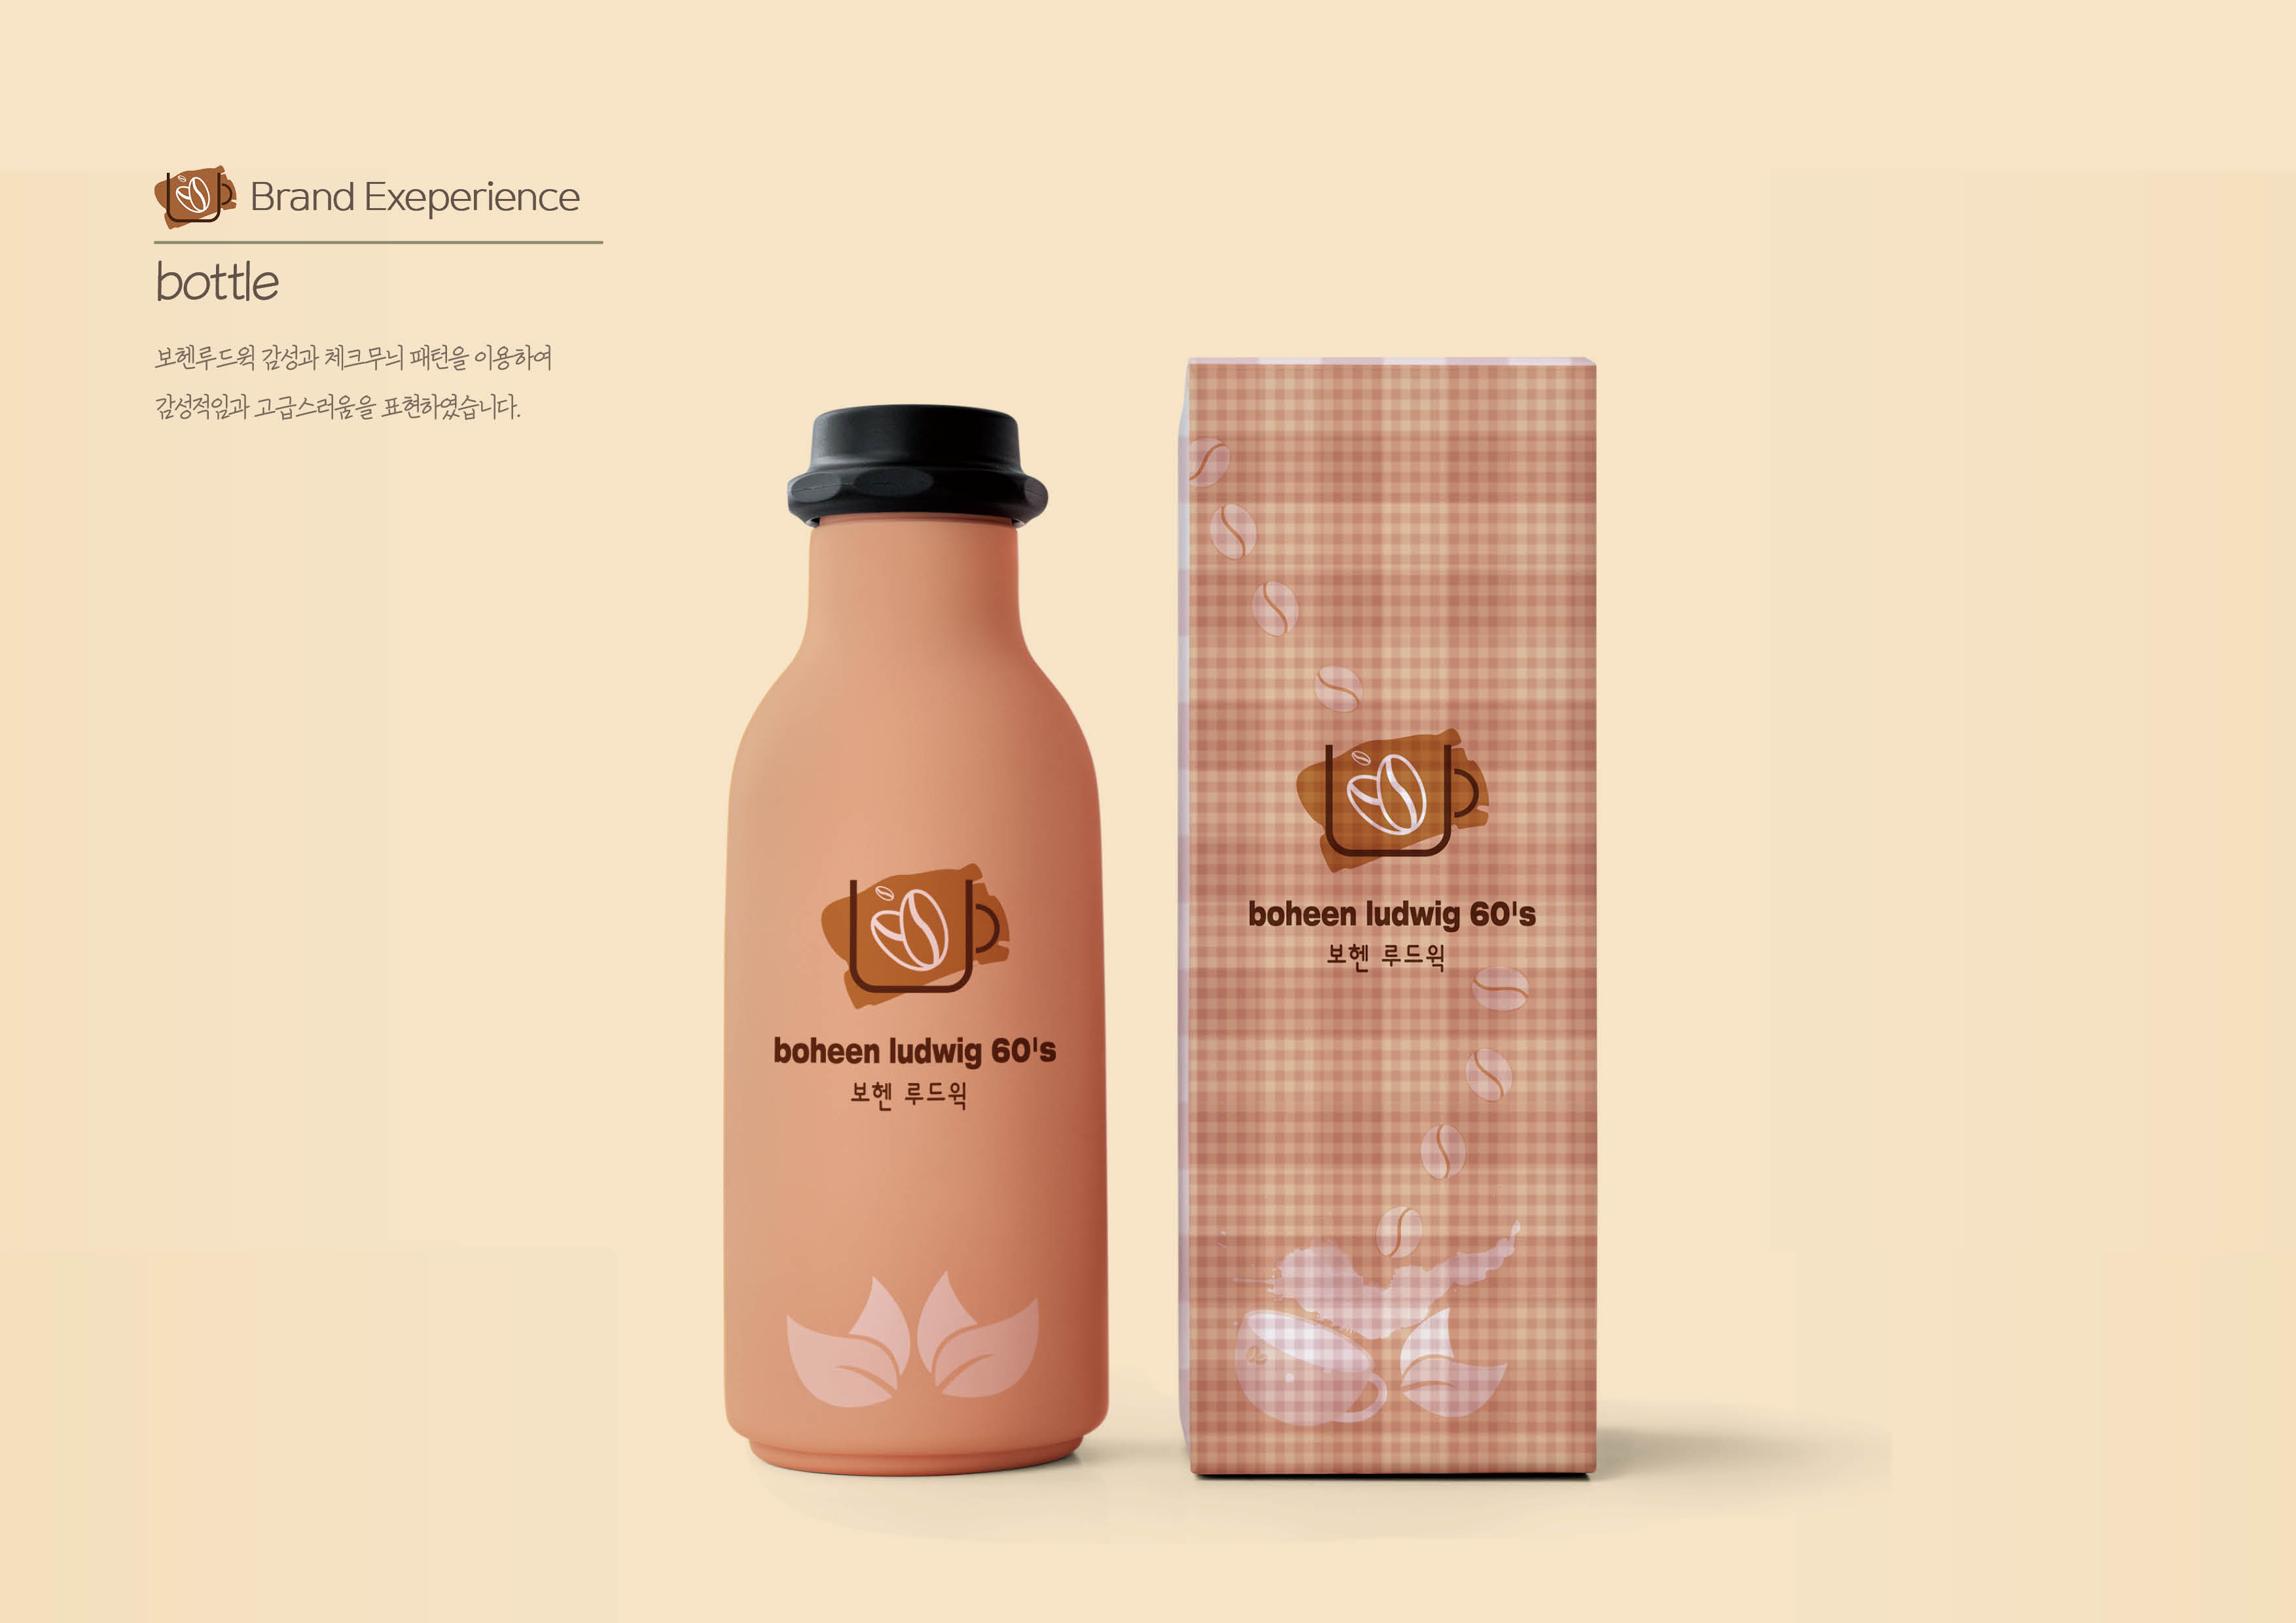 Brand Exeperience
bottle
보헨루드윅 감성과 체크무늬 패턴을 이용하여
감성적임과 고급스러움을 표현하였습니다.
boheen ludwig 60's
보헨 루드윅
boheen ludwig 60's
보헨 루드윅